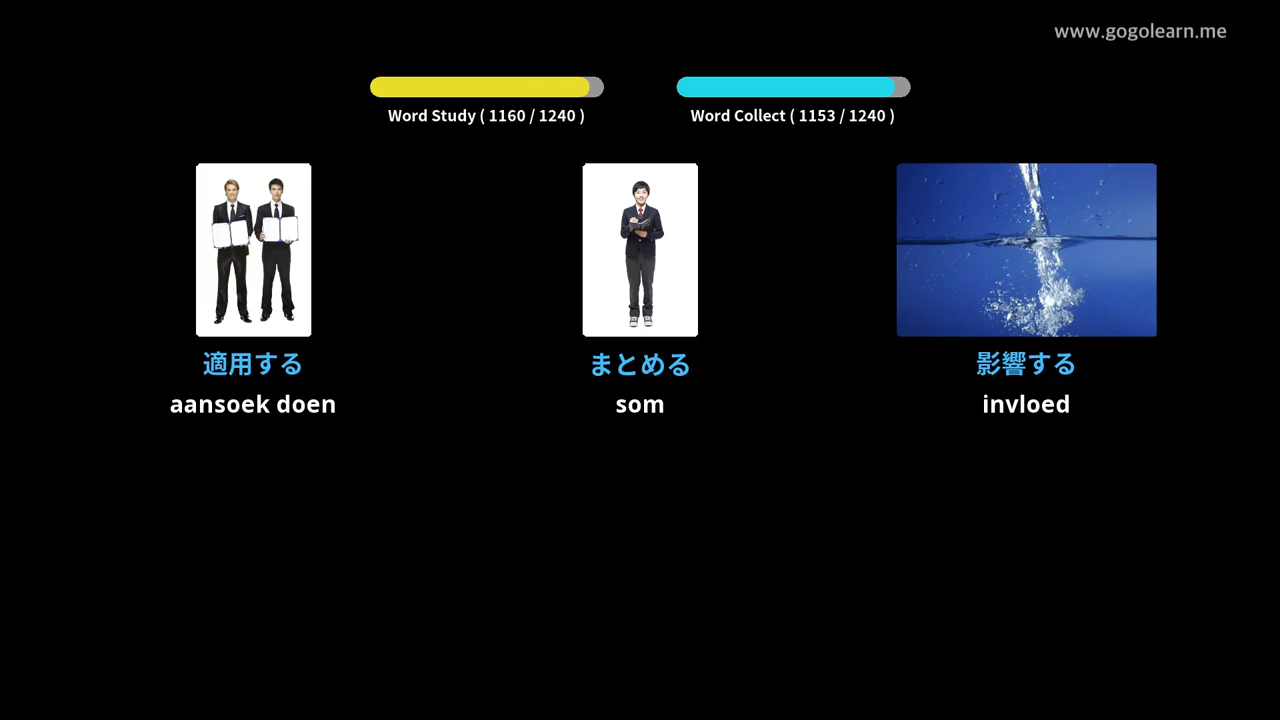 www.gogolearn.me
Word Study ( 1160 / 1240 )
Word Collect ( 1153 / 1240 )
適用する
まとめる
影響する
aansoek doen
som
invloed